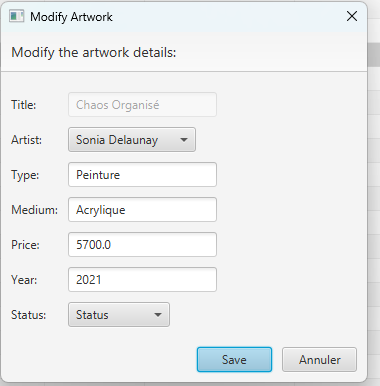 Modify Artwork
Modify the artwork details:
Title: Chaos Organisé
Artist: Sonia Delaunay
Type: Peinture
Medium: Acrylique
Price: 5700.0
Year: 2021
Status: Status
Save Annuler